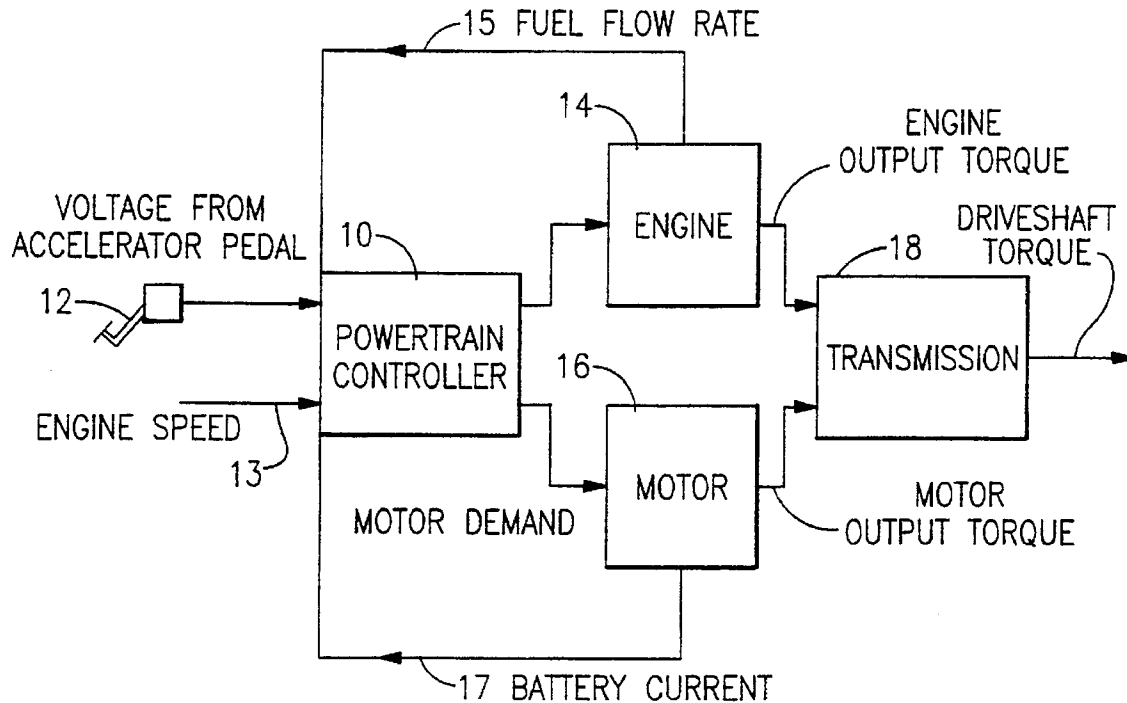 15 FUEL FLOW RATE
14
ENGINE
OUTPUT TORQUE
VOLTAGE FROM
ACCELERATOR PEDAL
10
ENGINE
DRIVESHAFT
TORQUE
18
12
POWERTRAIN
CONTROLLER
16
TRANSMISSION
ENGINE SPEED
13
MOTOR DEMAND
MOTOR
MOTOR
OUTPUT TORQUE
17 BATTERY CURRENT